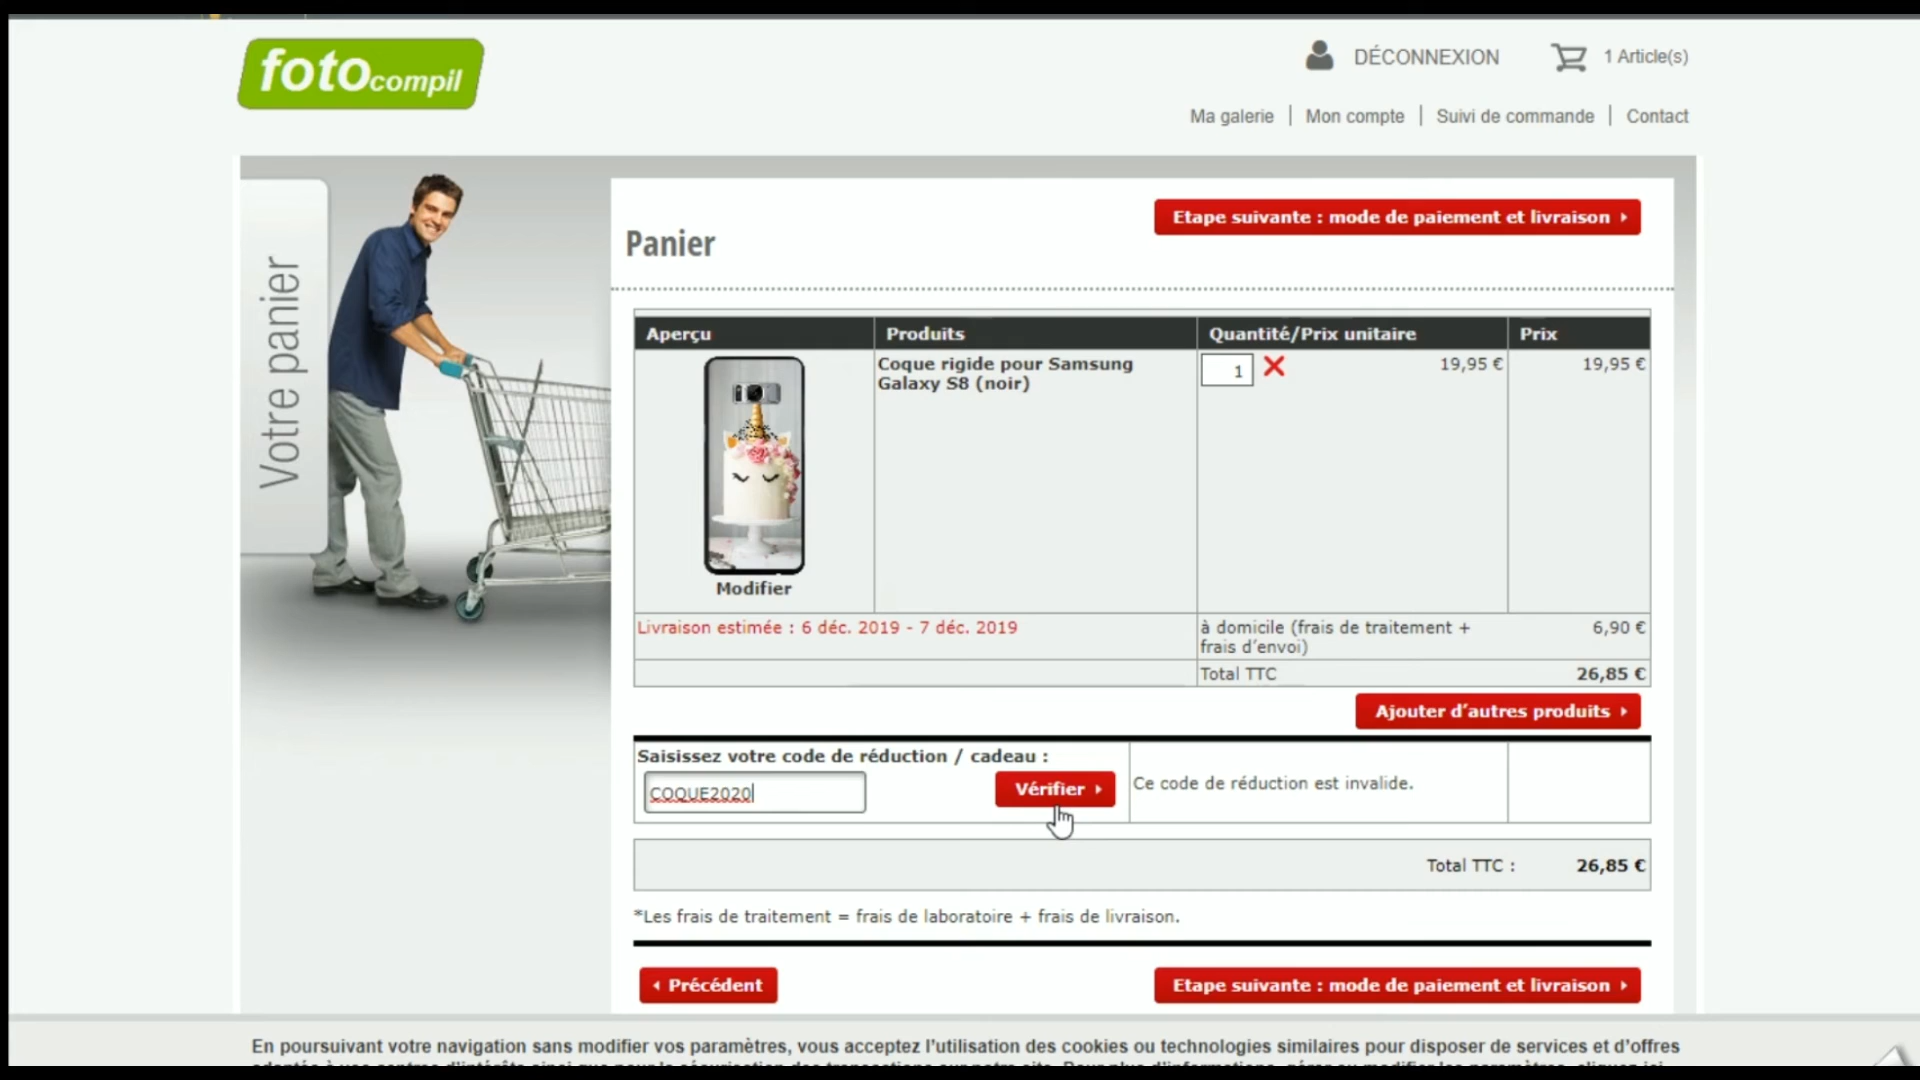 fotocompil
DÉCONNEXION
1 Article(s)
Ma galerie | Mon compte | Suivi de commande | Contact
Votre panier
Etape suivante : mode de paiement et livraison
Panier
Aperçu Produits Quantité/Prix unitaire Prix
Coque rigide pour Samsung
Galaxy S8 (noir)
1
19,95 €
19,95 €
Modifier
Livraison estimée : 6 déc. 2019 - 7 déc. 2019
à domicile (frais de traitement +
frais d’envoi)
6,90 €
Total TTC 26,85 €
Ajouter d’autres produits
Saisissez votre code de réduction / cadeau :
COQUE2020
Vérifier
Ce code de réduction est invalide.
Total TTC : 26,85 €
*Les frais de traitement = frais de laboratoire + frais de livraison.
Précédent
Etape suivante : mode de paiement et livraison
En poursuivant votre navigation sans modifier vos paramètres, vous acceptez l’utilisation des cookies ou technologies similaires pour disposer de services et d’offres